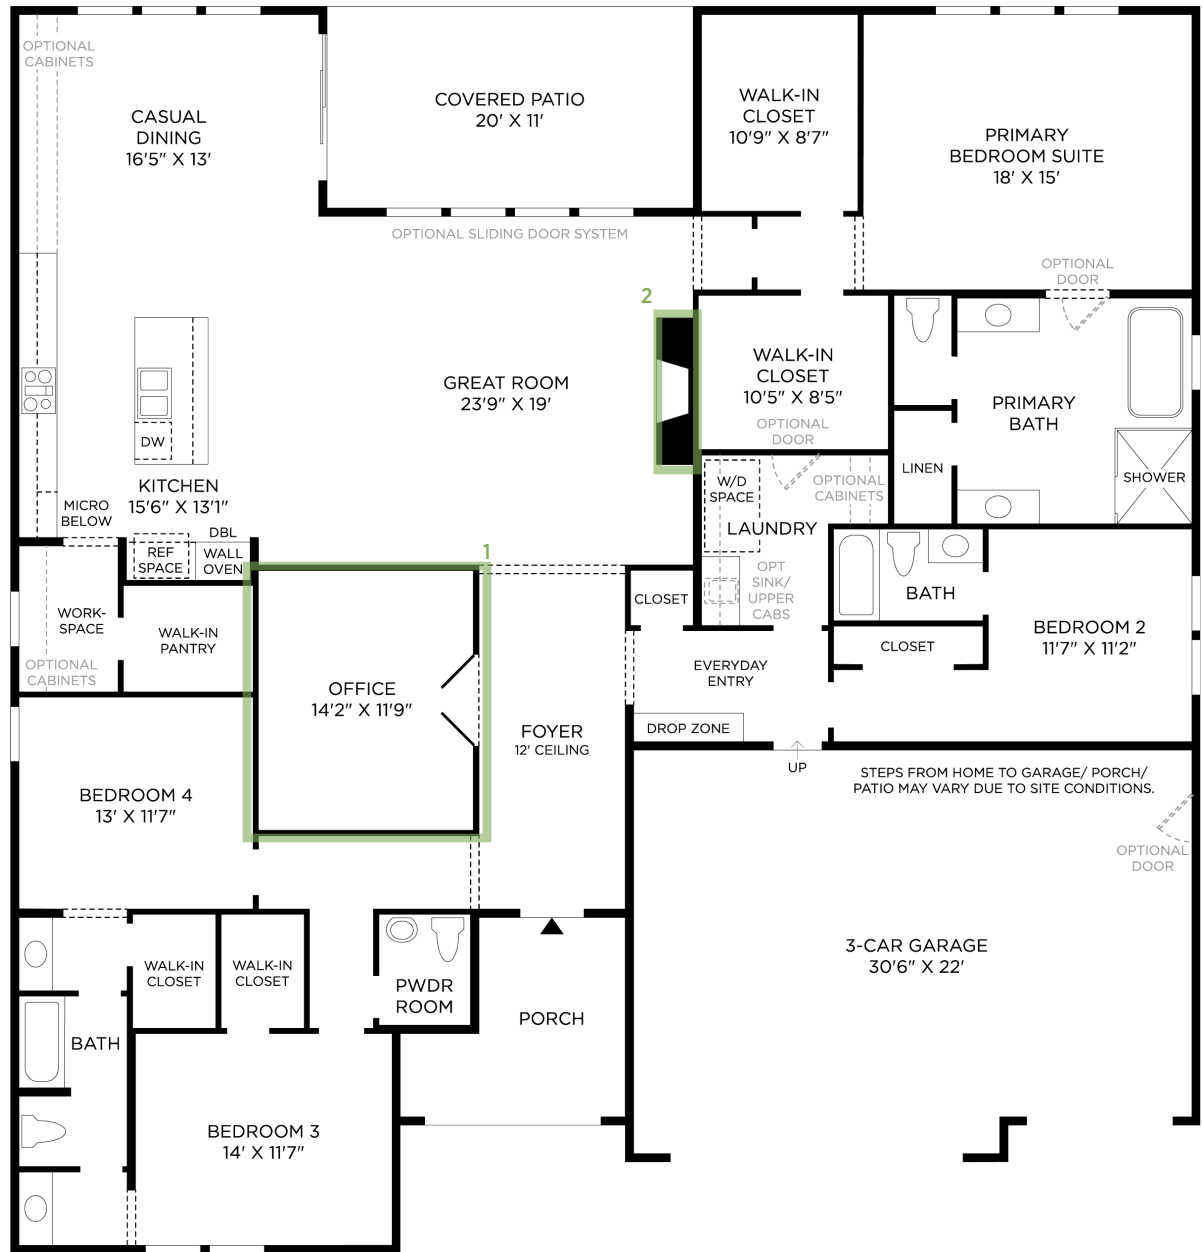 OPTIONAL
CABINETS
CASUAL
DINING
16'5" X 13'
COVERED PATIO
20' X 11'
WALK-IN
CLOSET
10'9" X 8'7"
PRIMARY
BEDROOM SUITE
18' X 15'
OPTIONAL SLIDING DOOR SYSTEM
OPTIONAL
DOOR
2
GREAT ROOM
23'9" X 19'
WALK-IN
CLOSET
10'5" X 8'5"
OPTIONAL
DOOR
PRIMARY
BATH
DW
LINEN
SHOWER
KITCHEN
15'6" X 13'1"
W/D
SPACE
OPTIONAL
CABINETS
MICRO
BELOW
LAUNDRY
DBL
WALL
OVEN
REF
SPACE
1
OPT
SINK/
UPPER
CABS
CLOSET
BATH
WORK-
SPACE
OPTIONAL
CABINETS
WALK-IN
PANTRY
BEDROOM 2
11'7" X 11'2"
CLOSET
EVERYDAY
ENTRY
OFFICE
14'2" X 11'9"
FOYER
12' CEILING
DROP ZONE
UP
STEPS FROM HOME TO GARAGE/ PORCH/
PATIO MAY VARY DUE TO SITE CONDITIONS.
BEDROOM 4
13' X 11'7"
OPTIONAL
DOOR
3-CAR GARAGE
30'6" X 22'
WALK-IN
CLOSET
WALK-IN
CLOSET
PWDR
ROOM
PORCH
BATH
BEDROOM 3
14' X 11'7"